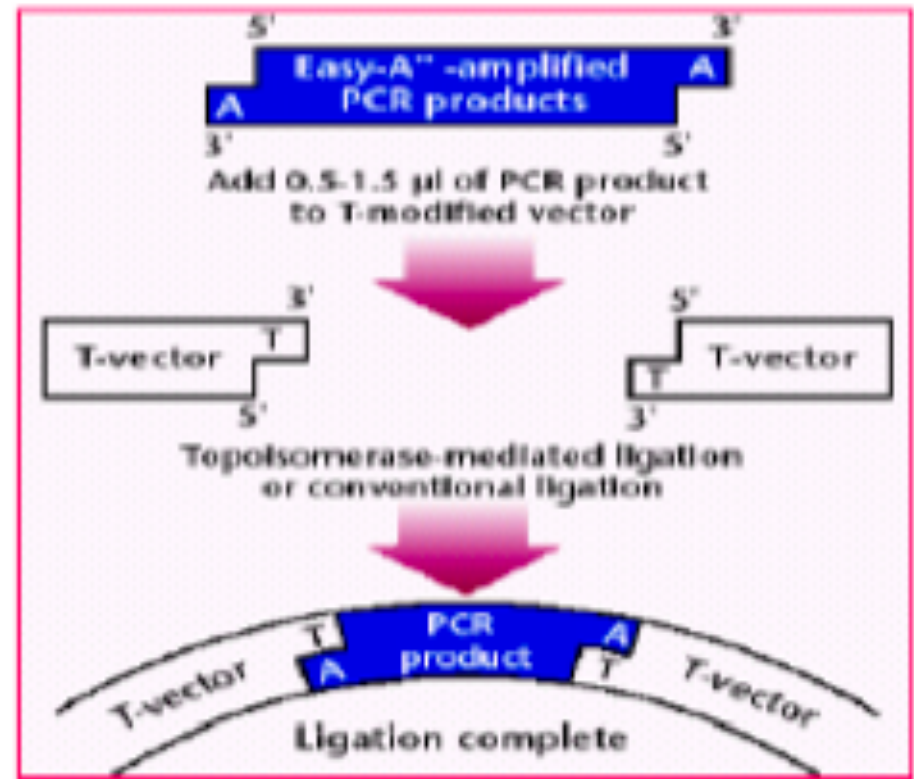 5' 3'
Easy-A™-amplified A
A PCR products
3' 5'
Add 0.5-1.5 µl of PCR product
to T-modified vector
3' 5'
T-vector T T T-vector
5' 3'
Topoisomerase-mediated ligation
or conventional ligation
T PCR A
T-vector A product T T-vector
Ligation complete